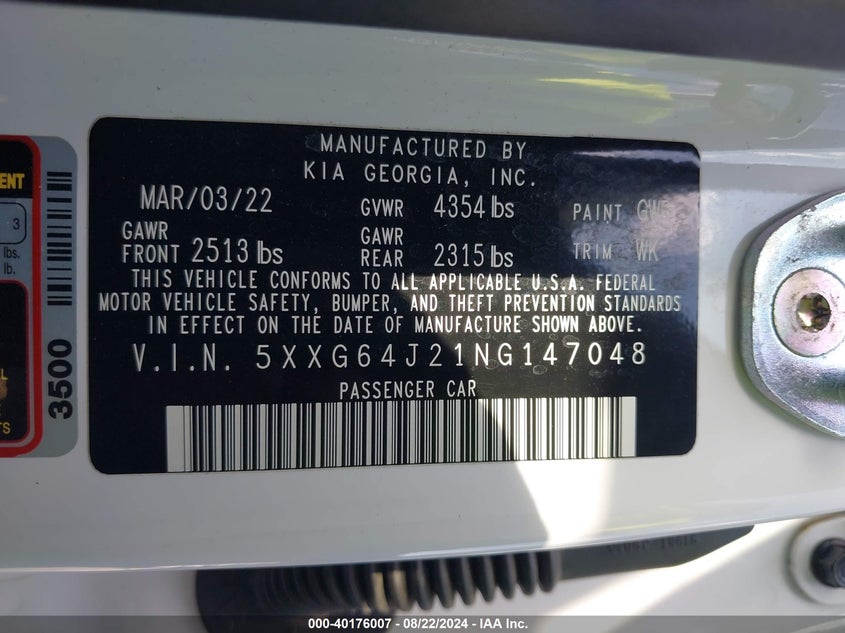 MANUFACTURED BY
KIA GEORGIA, INC.
MAR/03/22 GVWR 4354 lbs PAINT
GAWR FRONT 2513 lbs GAWR REAR 2315 lbs TRIM WK
THIS VEHICLE CONFORMS TO ALL APPLICABLE U.S.A. FEDERAL
MOTOR VEHICLE SAFETY, BUMPER, AND THEFT PREVENTION STANDARDS
IN EFFECT ON THE DATE OF MANUFACTURE SHOWN ABOVE.
V.I.N. 5XXG64J21NG147048
PASSENGER CAR
3
lbs.
lb.
3500
000-40176007 - 08/22/2024 - IAA Inc.